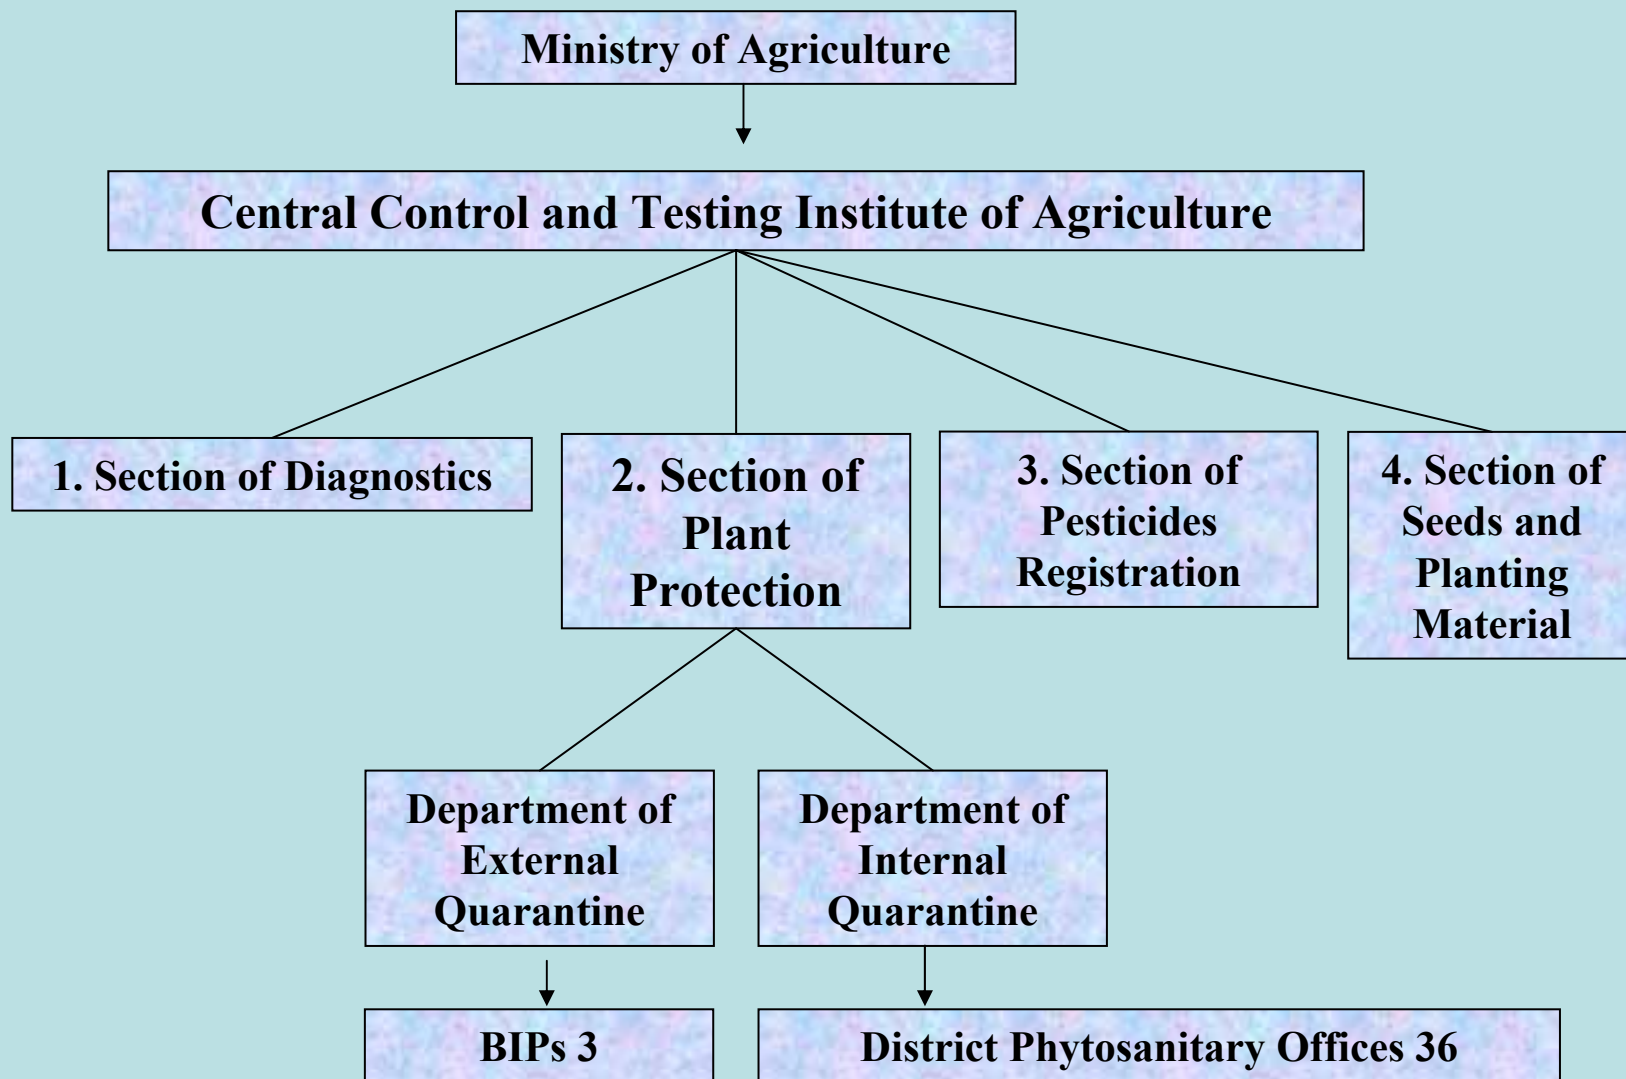 Ministry of Agriculture
Central Control and Testing Institute of Agriculture
1. Section of Diagnostics
2. Section of
Plant
Protection
3. Section of
Pesticides
Registration
4. Section of
Seeds and
Planting
Material
Department of
External
Quarantine
Department of
Internal
Quarantine
BIPs 3
District Phytosanitary Offices 36